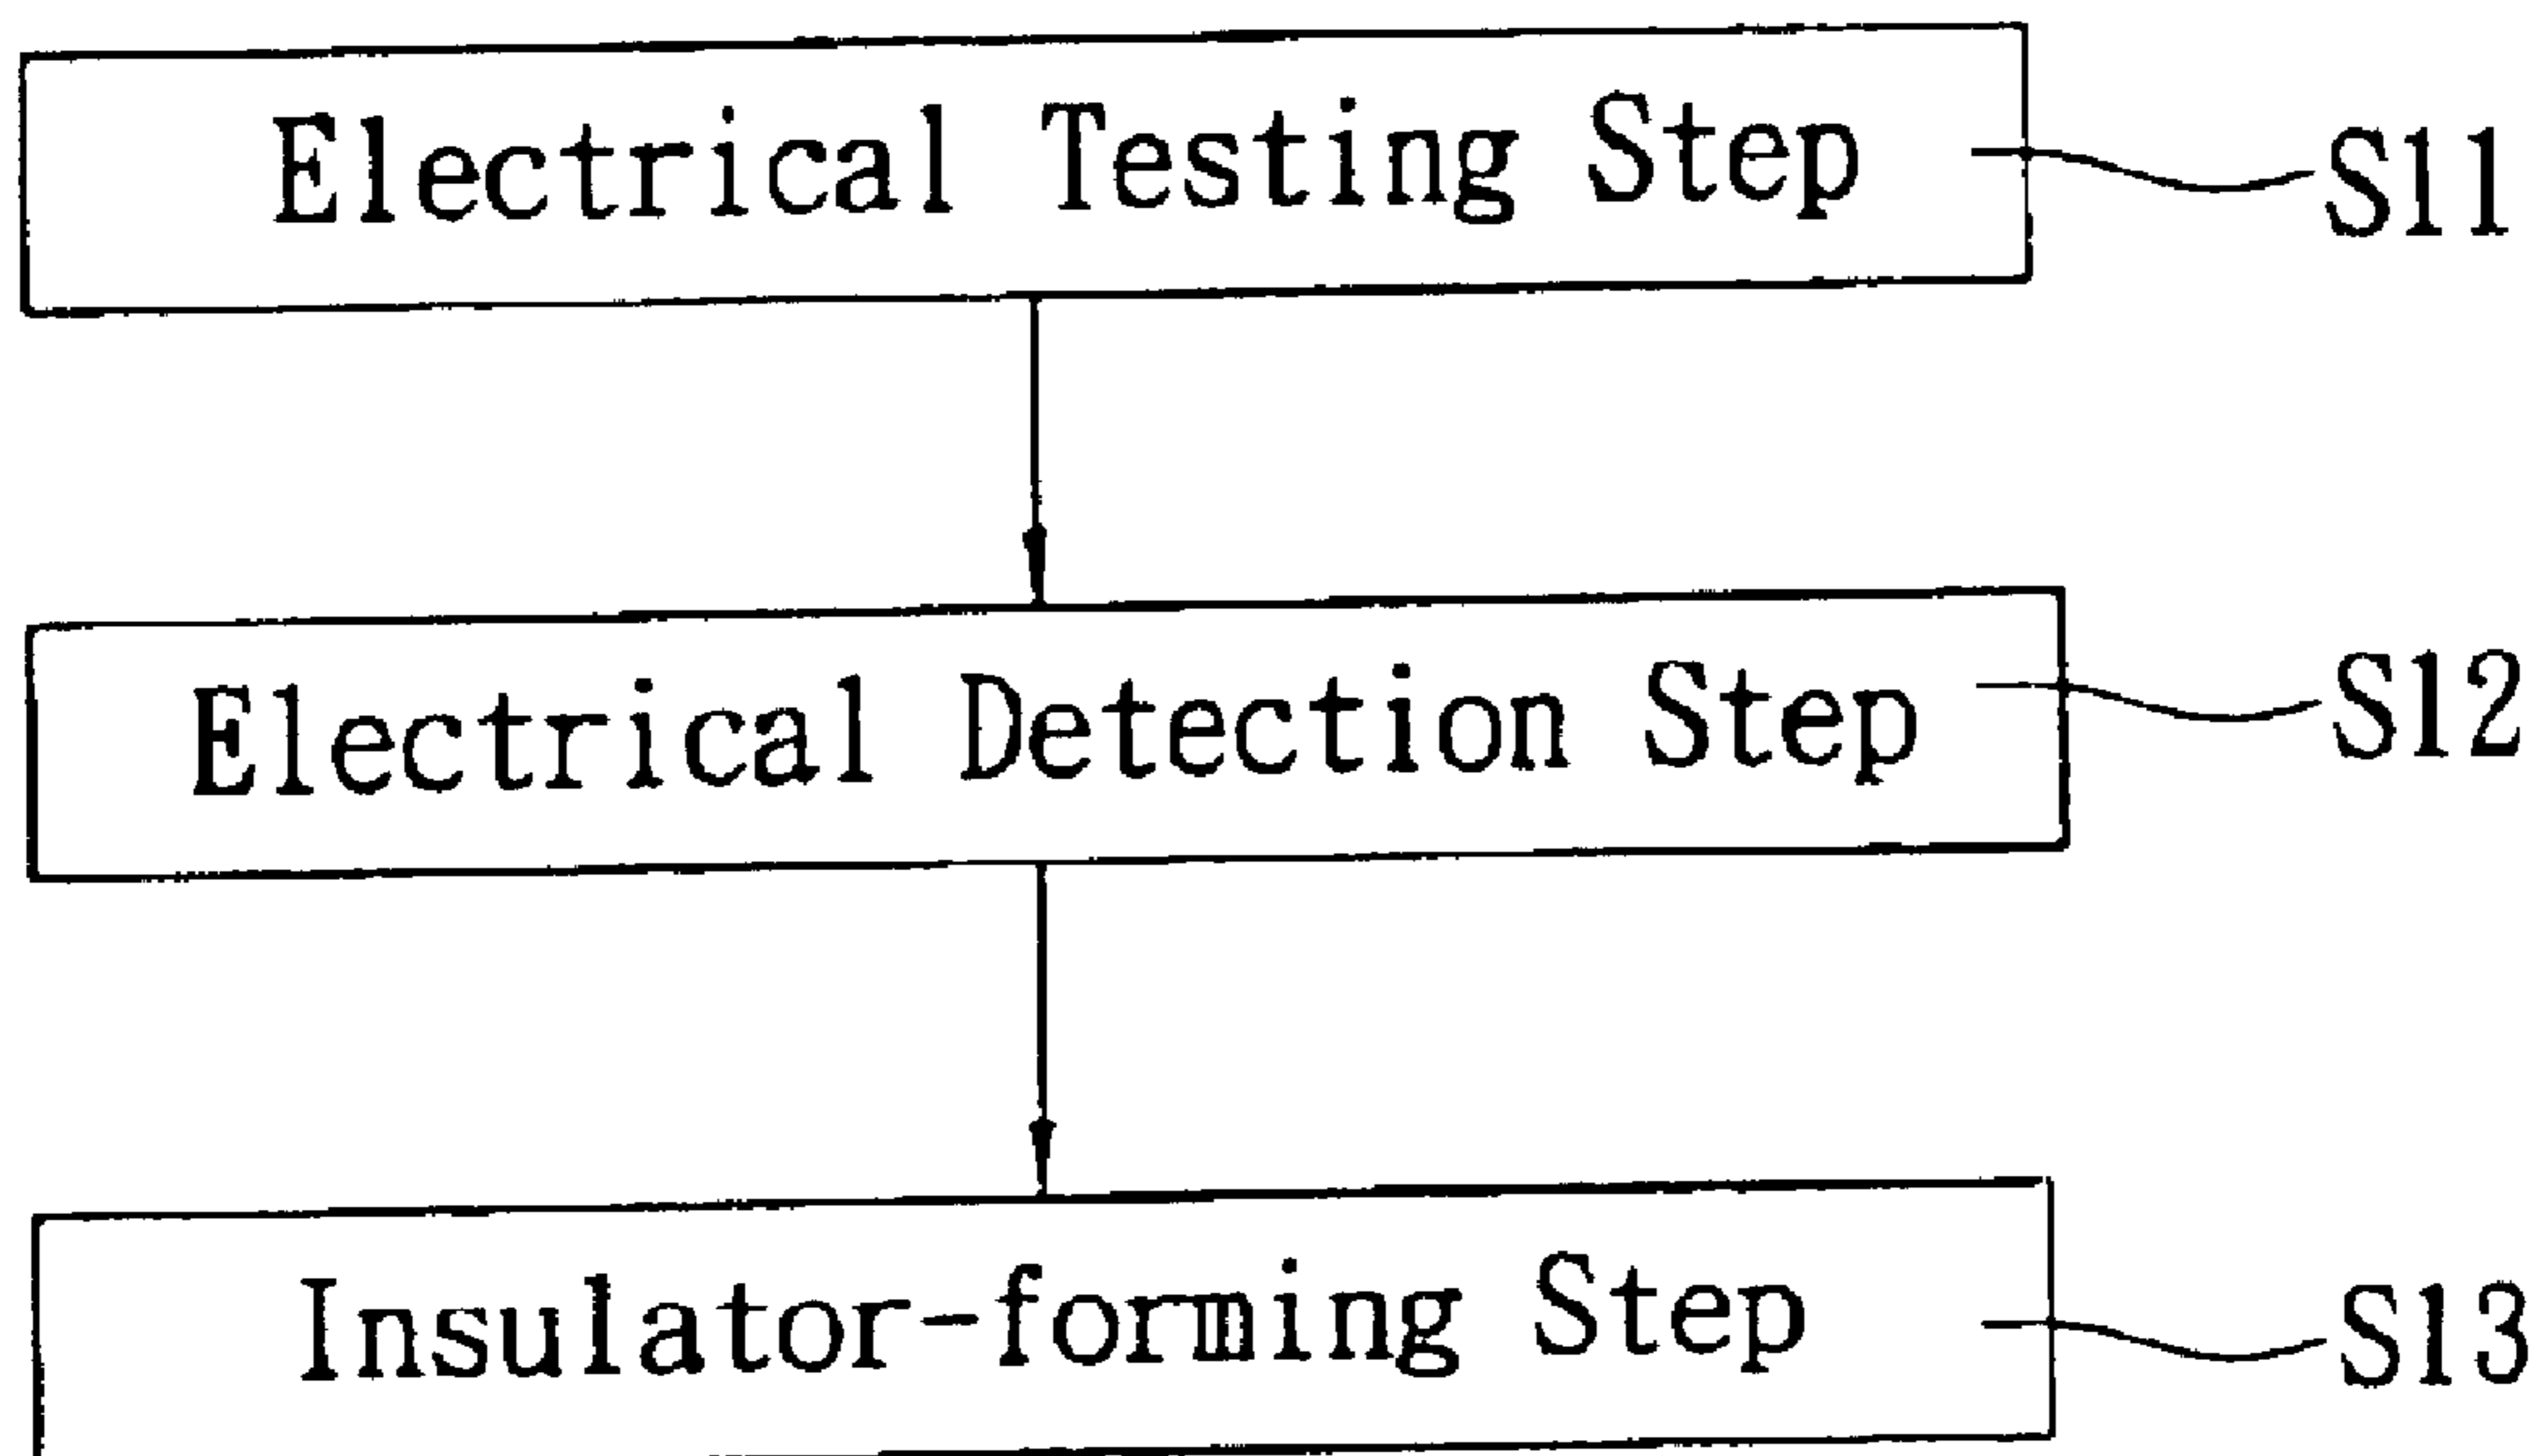 Electrical Testing Step S11
Electrical Detection Step S12
Insulator-forming Step S13